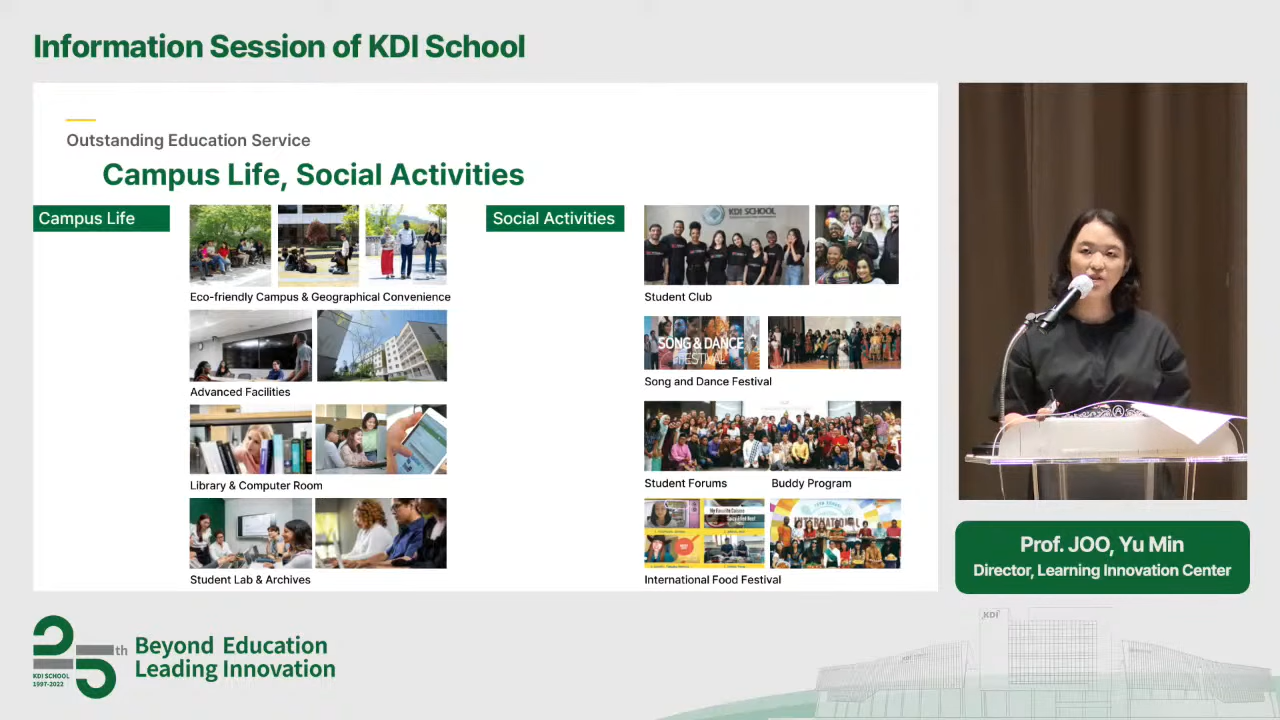 Information Session of KDI School
Outstanding Education Service
Campus Life, Social Activities
Campus Life
Eco-friendly Campus & Geographical Convenience
Advanced Facilities
Library & Computer Room
Student Lab & Archives
Social Activities
KDI SCHOOL
Student Club
SONG & DANCE
FESTIVAL
Song and Dance Festival
Student Forums
Buddy Program
INTERNATIONAL
International Food Festival
Prof. JOO, Yu Min
Director, Learning Innovation Center
25th
KDI SCHOOL
1997-2022
Beyond Education
Leading Innovation
KDI